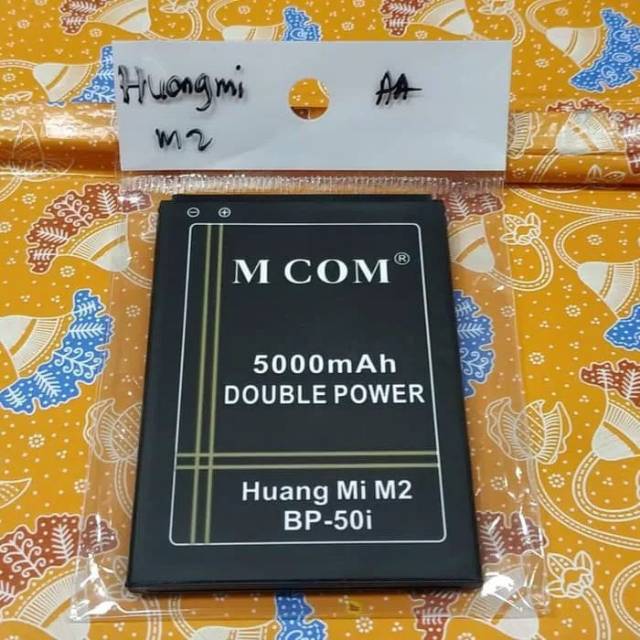 Huangmi
M2
AA
M COM®
5000mAh
DOUBLE POWER
Huang Mi M2
BP-50i